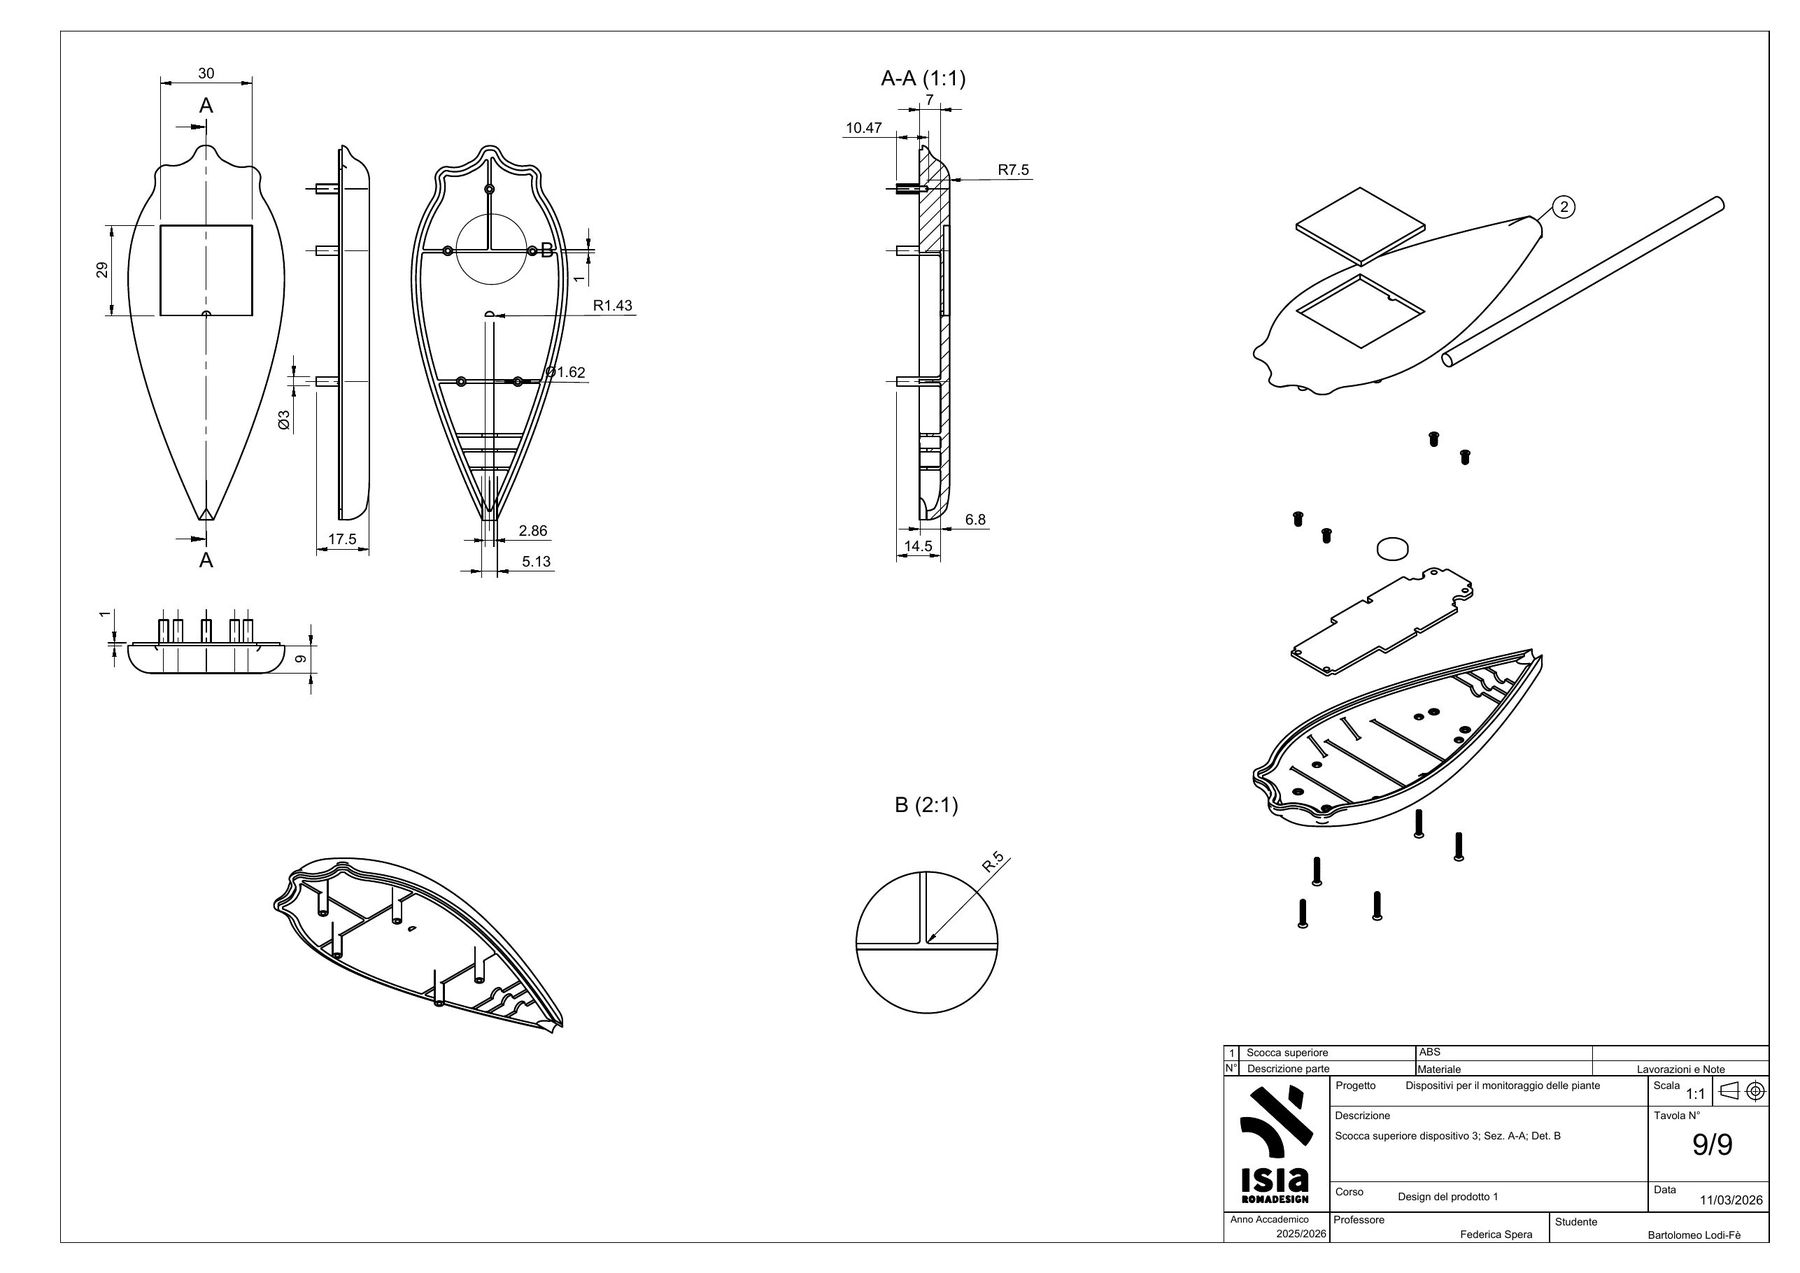 30
A
29
A
Ø3
17.5
B
1
R1.43
Ø1.62
2.86
5.13
1
9
A-A (1:1)
7
10.47
R7.5
6.8
14.5
2
B (2:1)
R.5
1 Scocca superiore ABS
N° Descrizione parte Materiale Lavorazioni e Note
Progetto Dispositivi per il monitoraggio delle piante
Scala 1:1
Descrizione
Scocca superiore dispositivo 3; Sez. A-A; Det. B
Tavola N°
9/9
ISIA
ROMADESIGN
Corso Design del prodotto 1
Data
11/03/2026
Anno Accademico
2025/2026
Professore
Federica Spera
Studente
Bartolomeo Lodi-Fè